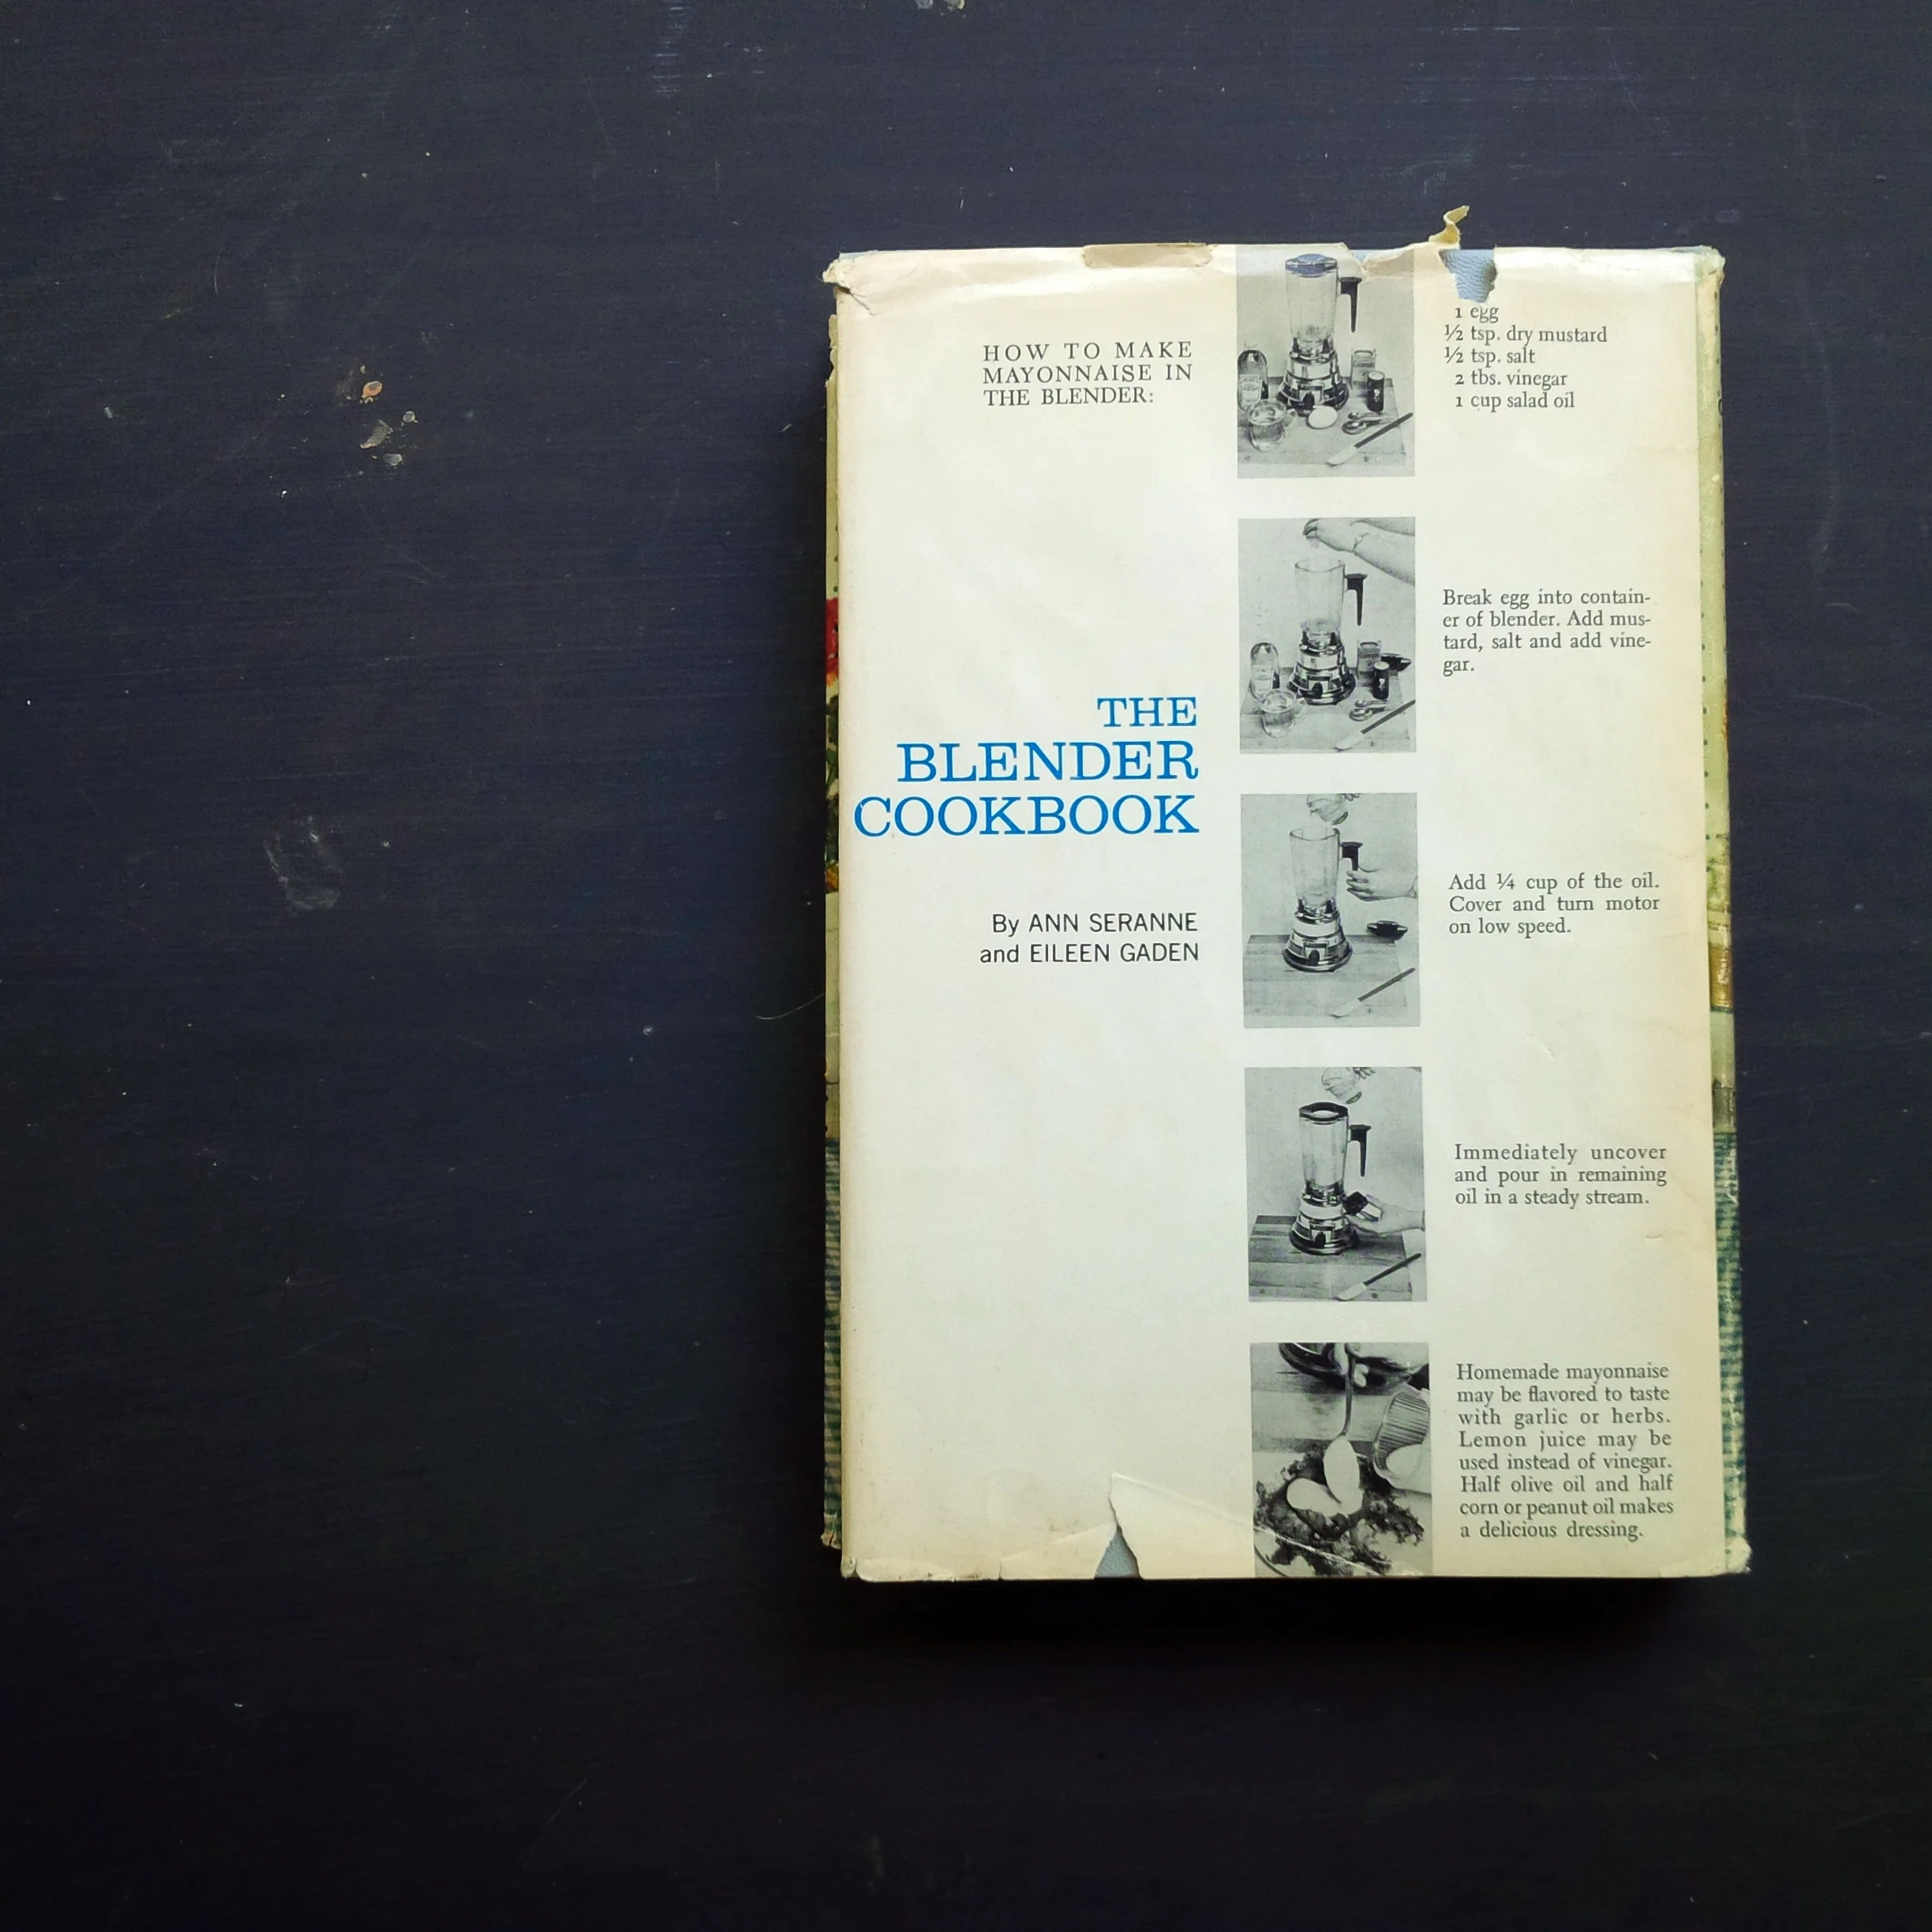 HOW TO MAKE
MAYONNAISE IN
THE BLENDER:
1 egg
½ tsp. dry mustard
½ tsp. salt
2 tbs. vinegar
1 cup salad oil
Break egg into contain-
er of blender. Add mus-
tard, salt and add vine-
gar.
THE
BLENDER
COOKBOOK
By ANN SERANNE
and EILEEN GADEN
Add ¼ cup of the oil.
Cover and turn motor
on low speed.
Immediately uncover
and pour in remaining
oil in a steady stream.
Homemade mayonnaise
may be flavored to taste
with garlic or herbs.
Lemon juice may be
used instead of vinegar.
Half olive oil and half
corn or peanut oil makes
a delicious dressing.